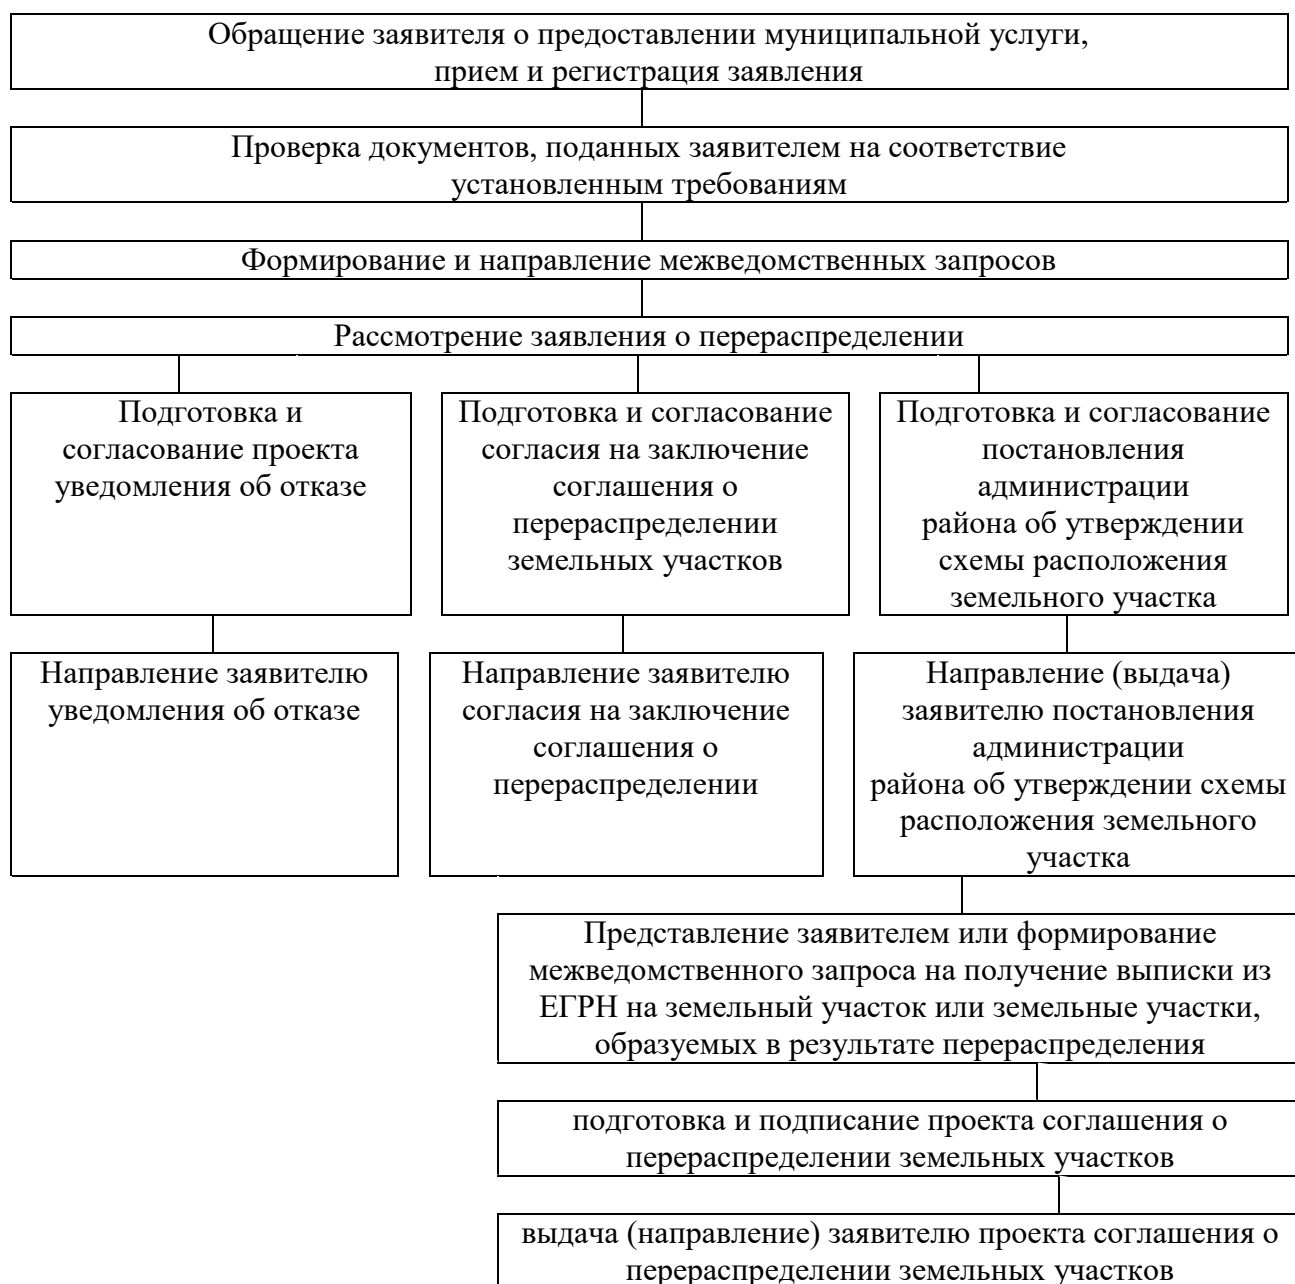 Обращение заявителя о предоставлении муниципальной услуги,
прием и регистрация заявления
Проверка документов, поданных заявителем на соответствие
установленным требованиям
Формирование и направление межведомственных запросов
Рассмотрение заявления о перераспределении
Подготовка и
согласование проекта
уведомления об отказе
Подготовка и согласование
согласия на заключение
соглашения о
перераспределении
земельных участков
Подготовка и согласование
постановления
администрации
района об утверждении
схемы расположения
земельного участка
Направление заявителю
уведомления об отказе
Направление заявителю
согласия на заключение
соглашения о
перераспределении
Направление (выдача)
заявителю постановления
администрации
района об утверждении схемы
расположения земельного
участка
Представление заявителем или формирование
межведомственного запроса на получение выписки из
ЕГРН на земельный участок или земельные участки,
образуемых в результате перераспределения
подготовка и подписание проекта соглашения о
перераспределении земельных участков
выдача (направление) заявителю проекта соглашения о
перераспределении земельных участков